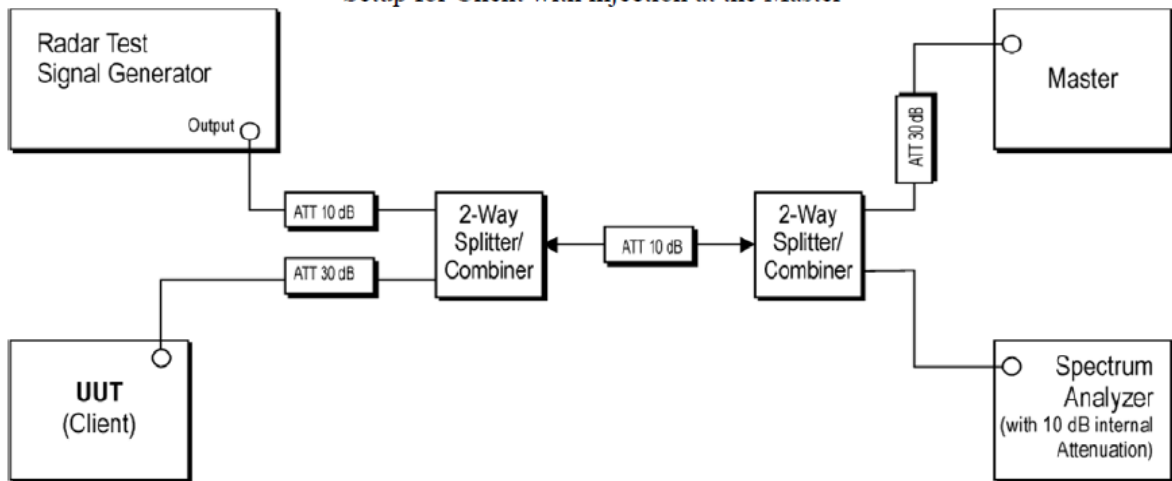 Setup for Client with injection at the Master
Radar Test
Signal Generator
Output
Master
ATT 30 dB
ATT 10 dB
2-Way
Splitter/
Combiner
ATT 10 dB
2-Way
Splitter/
Combiner
ATT 30 dB
UUT
(Client)
Spectrum
Analyzer
(with 10 dB internal
Attenuation)